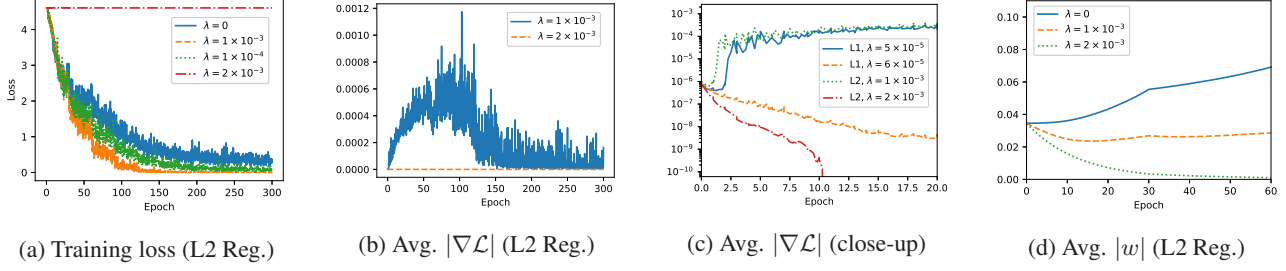 4
3
2
1
0
Loss
0
50
100
150
200
250
300
Epoch
λ = 0
λ = 1 × 10⁻³
λ = 1 × 10⁻⁴
λ = 2 × 10⁻³
(a) Training loss (L2 Reg.)
0.0012
0.0010
0.0008
0.0006
0.0004
0.0002
0.0000
0
50
100
150
200
250
300
Epoch
λ = 1 × 10⁻³
λ = 2 × 10⁻³
(b) Avg. |∇ℒ| (L2 Reg.)
10⁻³
10⁻⁴
10⁻⁵
10⁻⁶
10⁻⁷
10⁻⁸
10⁻⁹
10⁻¹⁰
0.0
2.5
5.0
7.5
10.0
12.5
15.0
17.5
20.0
Epoch
L1, λ = 5 × 10⁻⁵
L1, λ = 6 × 10⁻⁵
L2, λ = 1 × 10⁻³
L2, λ = 2 × 10⁻³
(c) Avg. |∇ℒ| (close-up)
0.10
0.08
0.06
0.04
0.02
0.00
0
10
20
30
40
50
60
Epoch
λ = 0
λ = 1 × 10⁻³
λ = 2 × 10⁻³
(d) Avg. |w| (L2 Reg.)